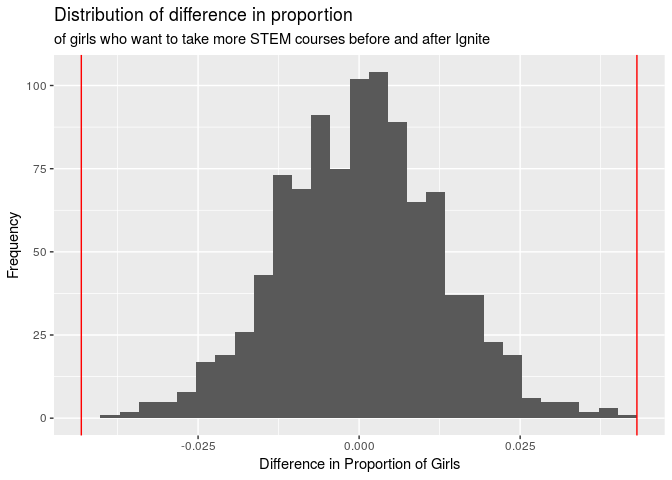 Distribution of difference in proportion
of girls who want to take more STEM courses before and after Ignite
100
75
50
25
0
Frequency
-0.025 0.000 0.025
Difference in Proportion of Girls